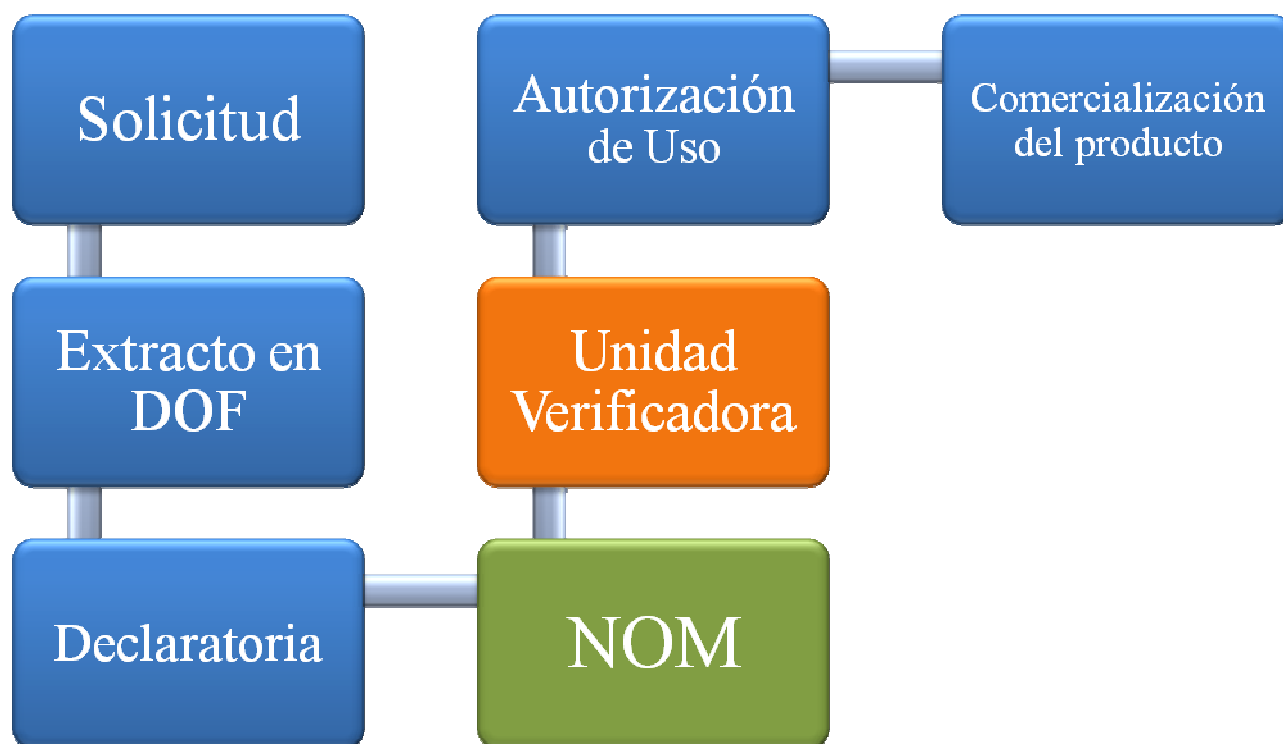 Solicitud
Extracto en
DOF
Declaratoria
NOM
Unidad
Verificadora
Autorización
de Uso
Comercialización
del producto